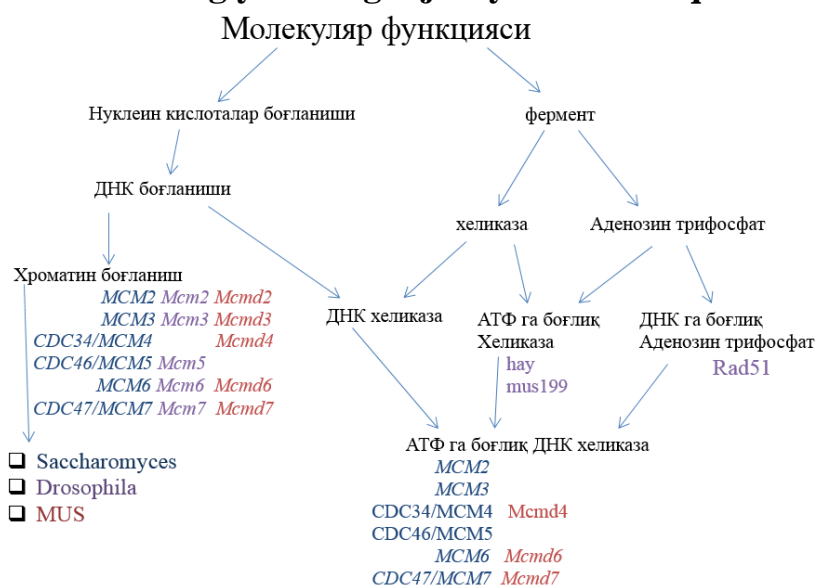 Молекуляр функцияси
Нуклеин кислоталар боғланиши
фермент
ДНК боғланиши
хеликаза
Аденозин трифосфат
Хроматин боғланиш
MCM2 Mcm2 Mcmd2
MCM3 Mcm3 Mcmd3
CDC34/MCM4 Mcmd4
CDC46/MCM5 Mcm5
MCM6 Mcm6 Mcmd6
CDC47/MCM7 Mcm7 Mcmd7
ДНК хеликаза
АТФ га боғлиқ
Хеликаза
hay
mus199
ДНК га боғлиқ
Аденозин трифосфат
Rad51
АТФ га боғлиқ ДНК хеликаза
MCM2
MCM3
CDC34/MCM4 Mcmd4
CDC46/MCM5
MCM6 Mcmd6
CDC47/MCM7 Mcmd7
Saccharomyces
Drosophila
MUS